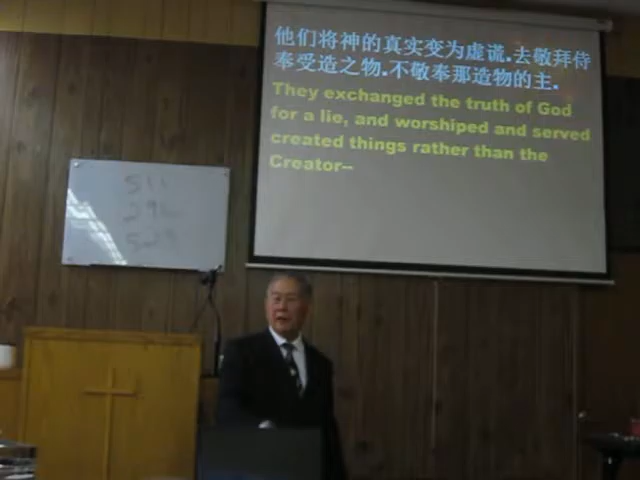 他们将神的真实变为虚谎.去敬拜侍
奉受造之物.不敬奉那造物的主.
They exchanged the truth of God
for a lie, and worshiped and served
created things rather than the
Creator--